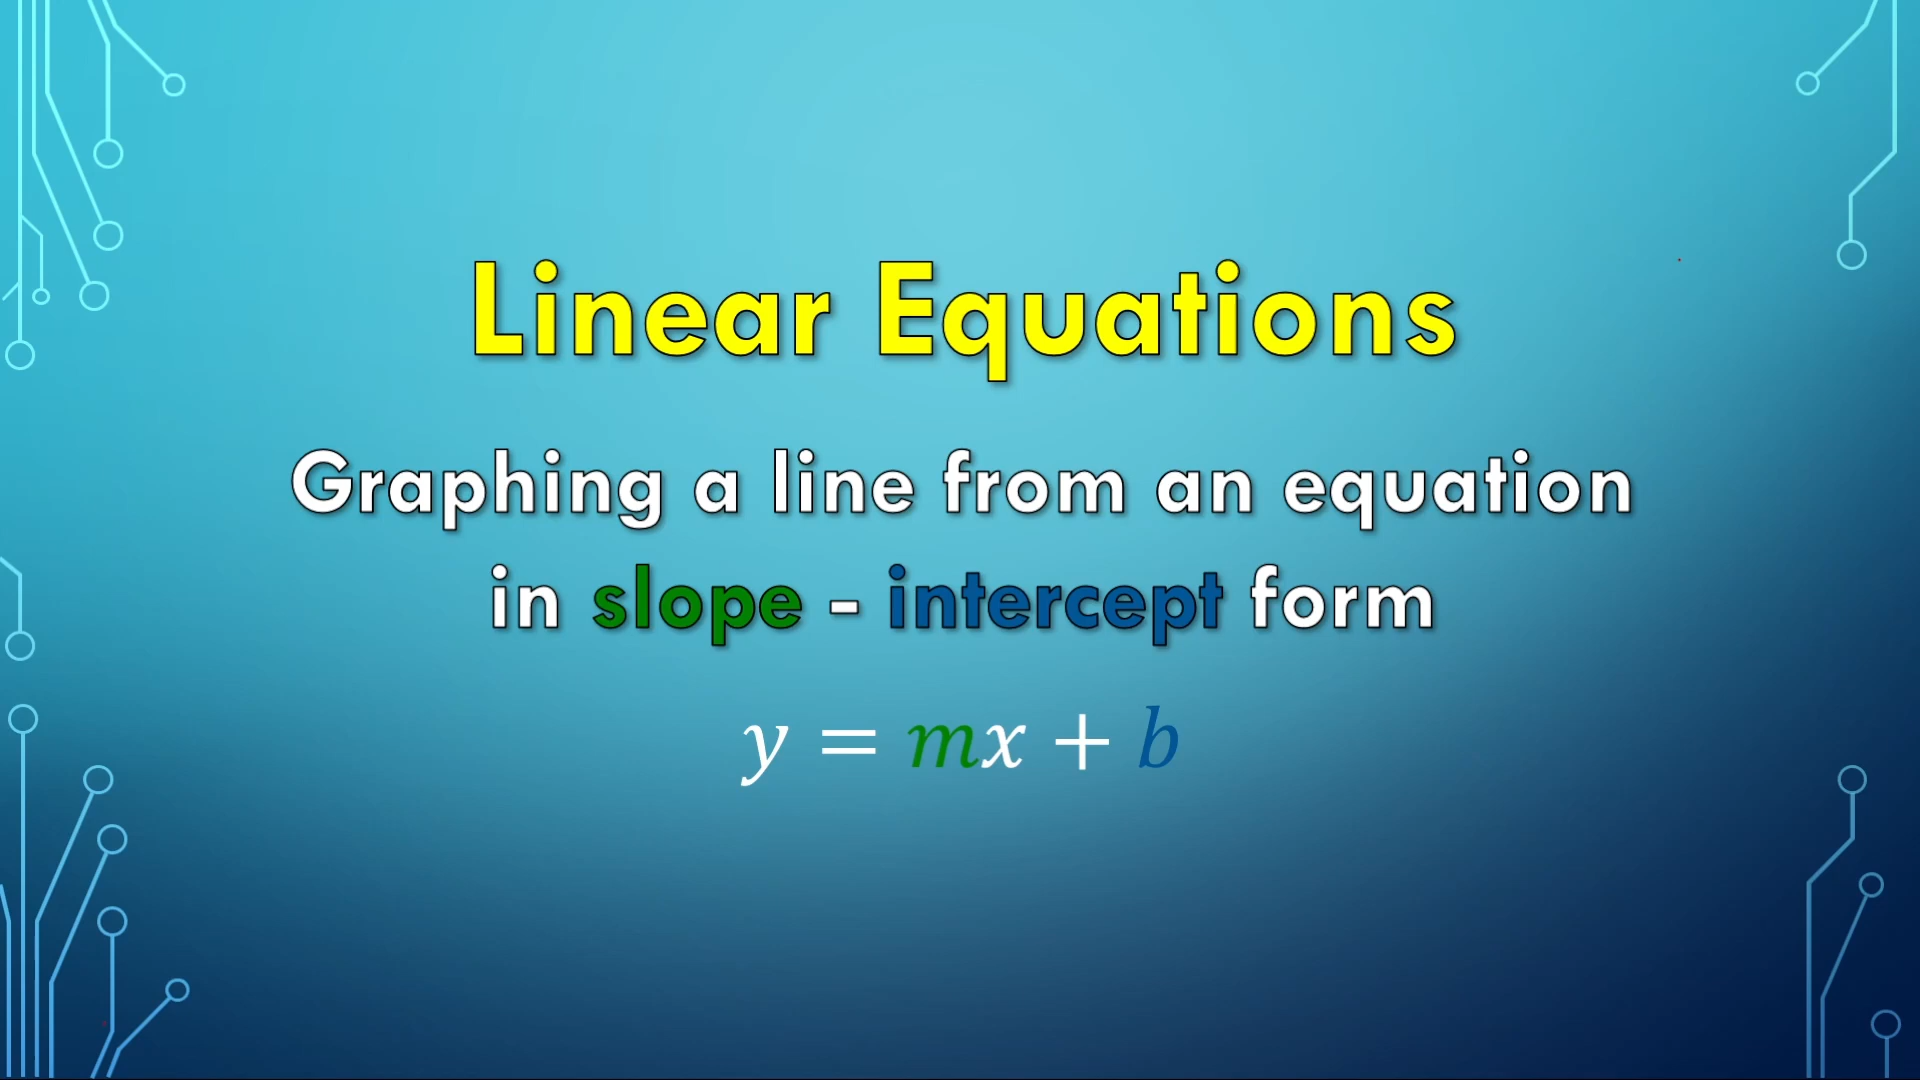 Linear Equations
Graphing a line from an equation
in slope - intercept form
y = mx + b